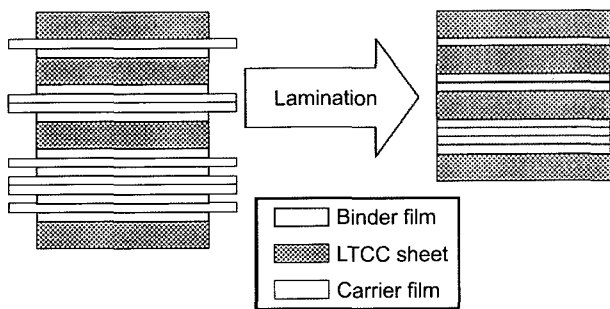 Lamination
Binder film
LTCC sheet
Carrier film